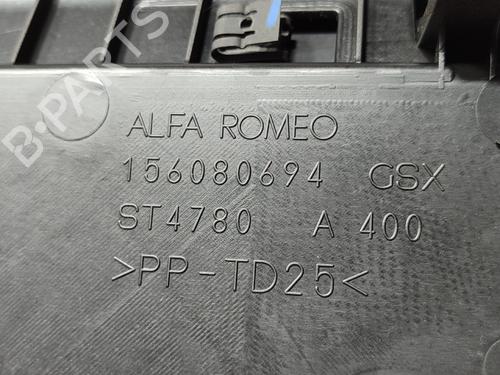 B-PARTS
ALFA ROMEO
156080694 GSX
ST4780 A 400
>PP-TD25<